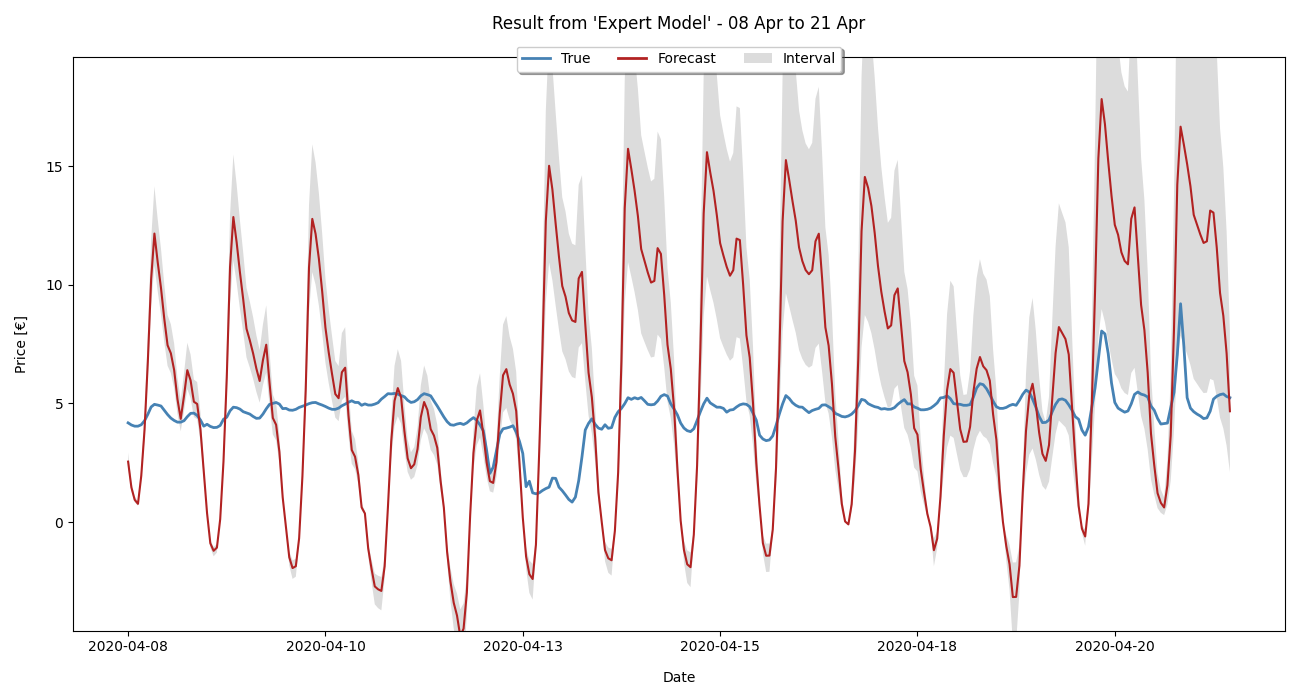 Result from 'Expert Model' - 08 Apr to 21 Apr
True Forecast Interval
15
10
5
0
Price [€]
2020-04-08 2020-04-10 2020-04-13 2020-04-15 2020-04-18 2020-04-20
Date